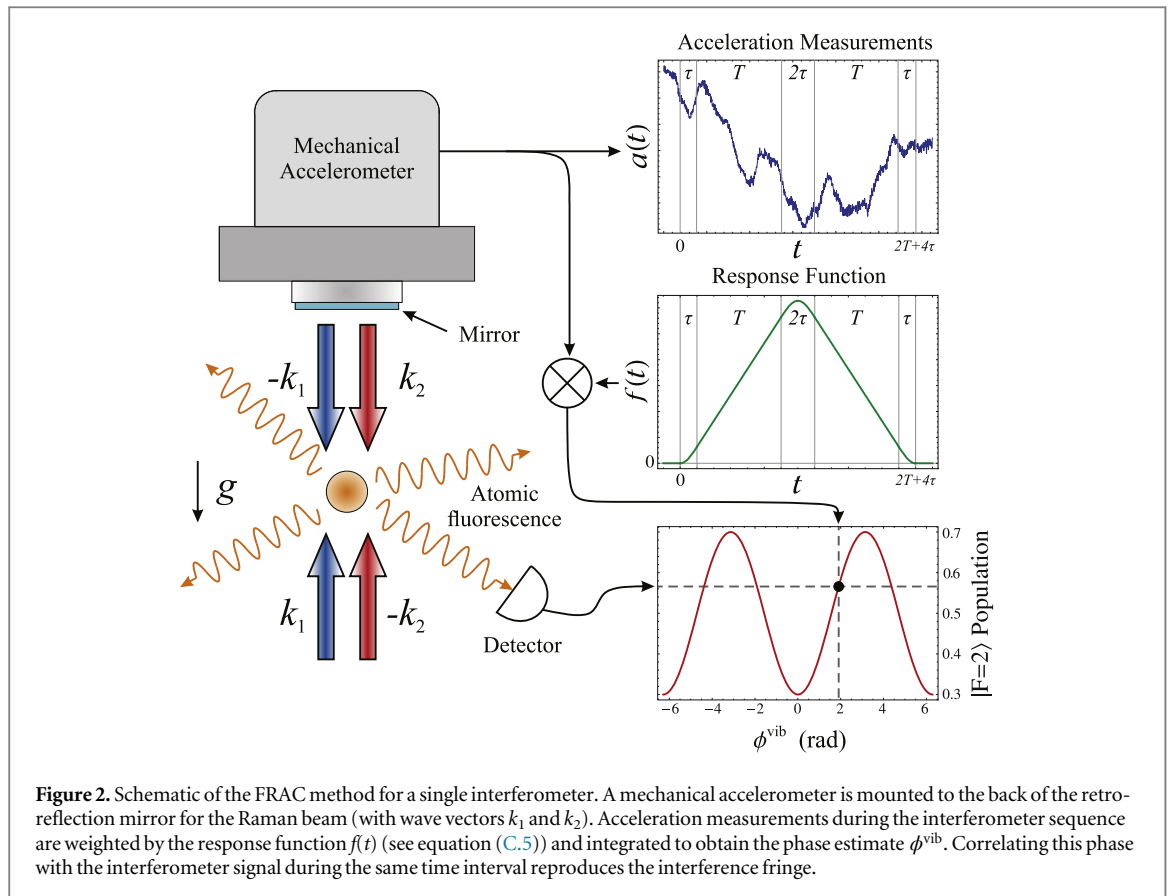 Acceleration Measurements
τ T 2τ T τ
a(t)
0 t 2T+4τ
Mechanical
Accelerometer
Mirror
-k₁ k₂
g
Atomic
fluorescence
k₁ -k₂
Detector
Response Function
τ T 2τ T τ
f(t)
0
0 t 2T+4τ
0.7
0.6
0.5
0.4
0.3
|F=2⟩ Population
−6 −4 −2 0 2 4 6
ϕᵛⁱᵇ (rad)
Figure 2. Schematic of the FRAC method for a single interferometer. A mechanical accelerometer is mounted to the back of the retro-
reflection mirror for the Raman beam (with wave vectors k₁ and k₂). Acceleration measurements during the interferometer sequence
are weighted by the response function f(t) (see equation (C.5)) and integrated to obtain the phase estimate ϕᵛⁱᵇ. Correlating this phase
with the interferometer signal during the same time interval reproduces the interference fringe.